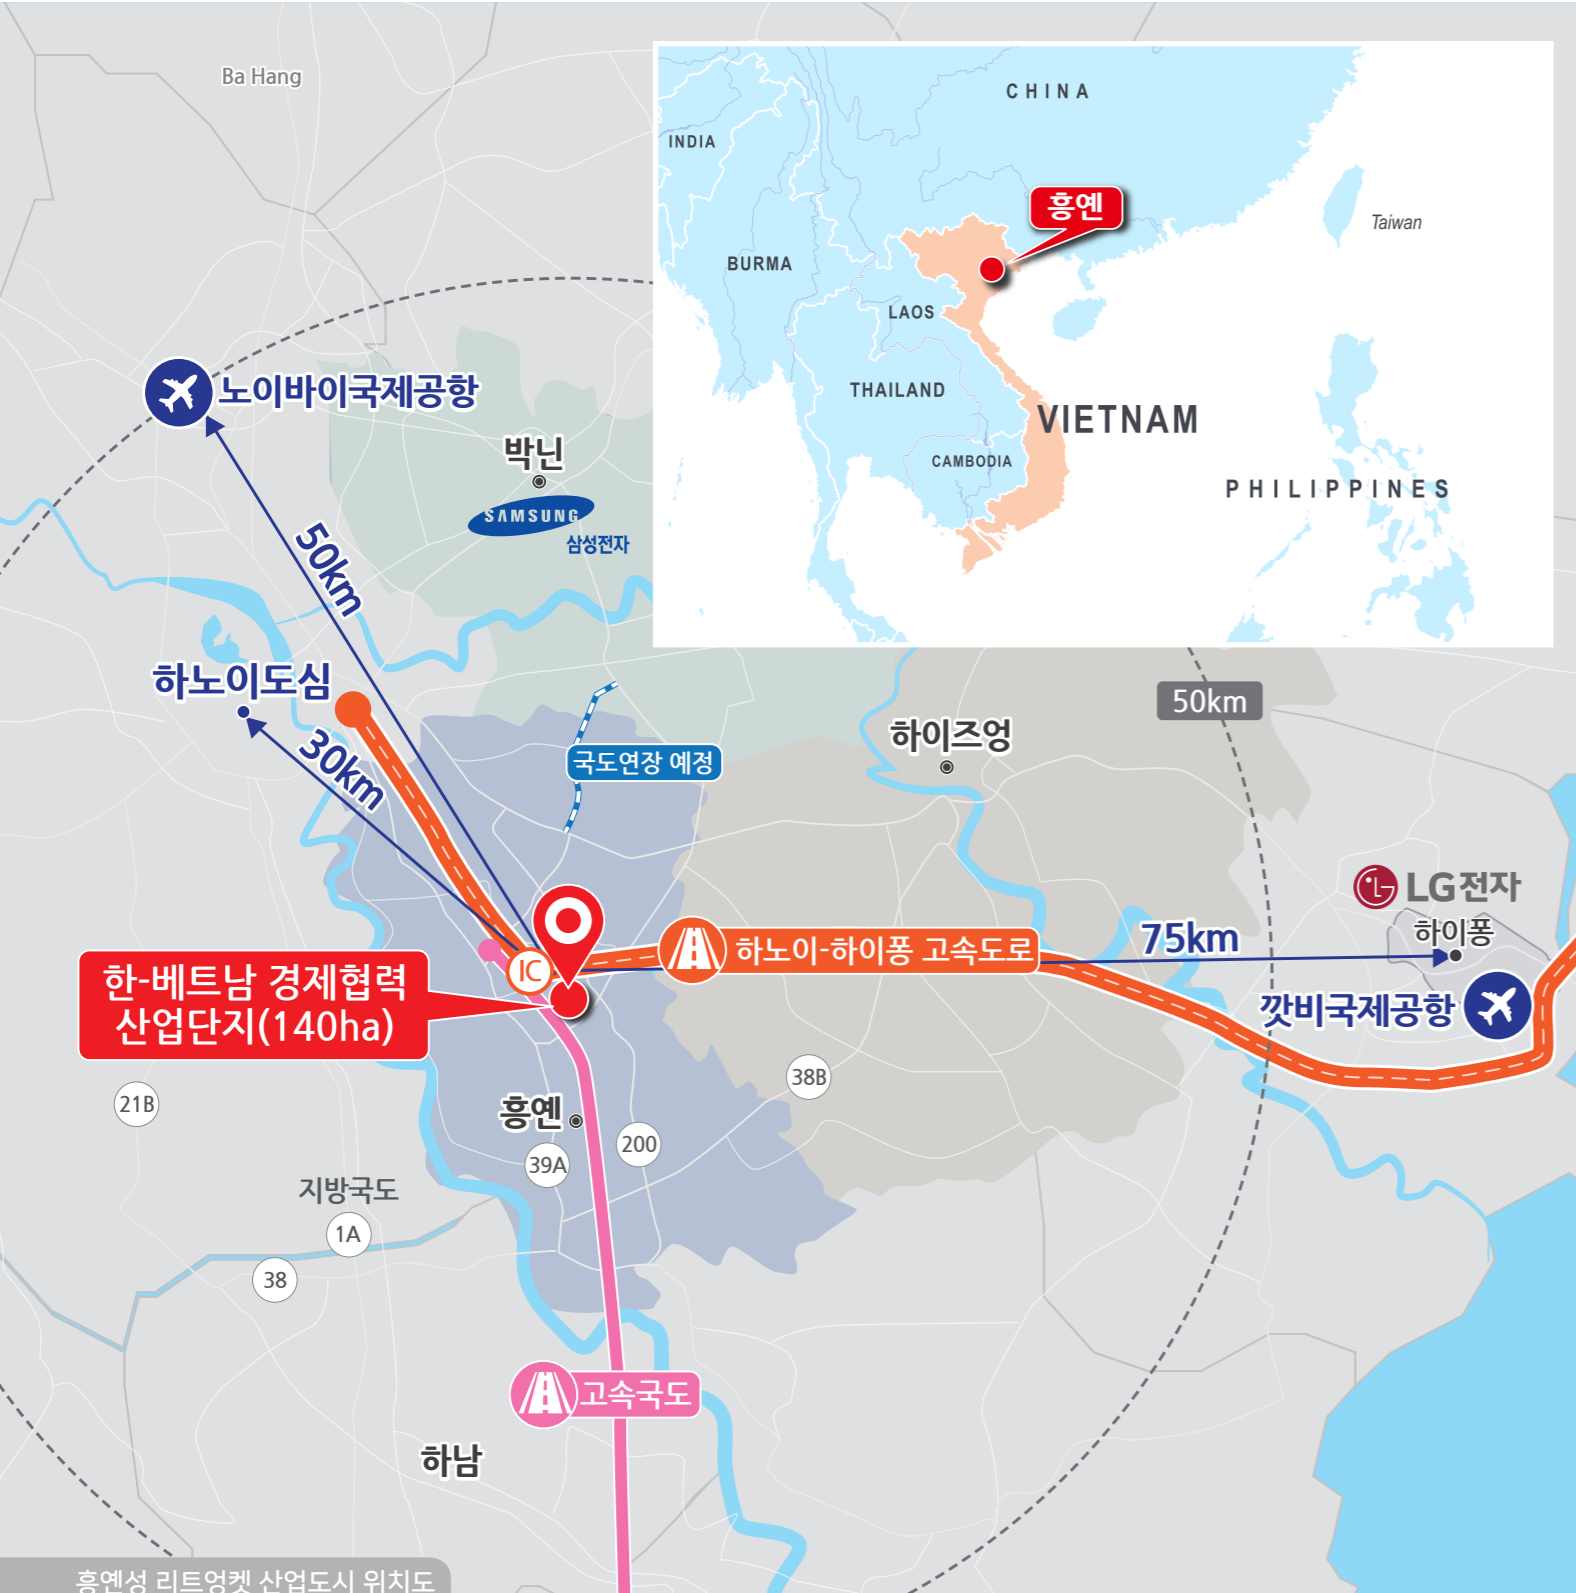 Ba Hang
CHINA
INDIA
흥옌
Taiwan
BURMA
LAOS
THAILAND
VIETNAM
CAMBODIA
PHILIPPINES
노이바이국제공항
박닌
SAMSUNG
삼성전자
50km
하노이도심
30km
국도연장 예정
하이즈엉
50km
LG전자
하이퐁
75km
하노이-하이퐁 고속도로
IC
한-베트남 경제협력
산업단지(140ha)
깟비국제공항
38B
21B
흥옌
200
39A
지방국도
1A
38
고속국도
하남
흥옌성 리트엉켓 산업도시 위치도